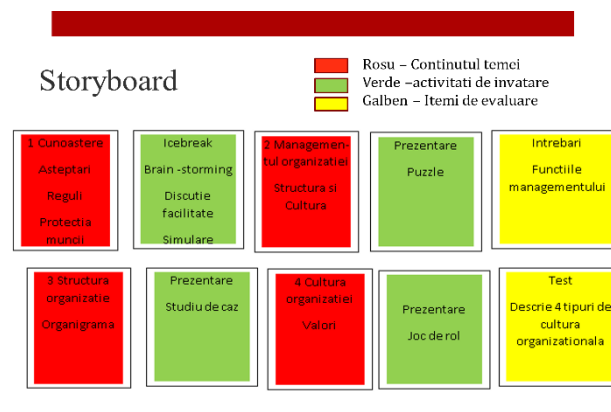 Storyboard
Rosu – Continutul temei
Verde –activitati de invatare
Galben – Itemi de evaluare
1 Cunoastere
Asteptari
Reguli
Protectia
muncii
Icebreak
Brain -storming
Discutie
facilitate
Simulare
2 Managemen-
tul organizatiei
Structura si
Cultura
Prezentare
Puzzle
Intrebari
Functiile
managementului
3 Structura
organizatie
Organigrama
Prezentare
Studiu de caz
4 Cultura
organizatiei
Valori
Prezentare
Joc de rol
Test
Descrie 4 tipuri de
cultura
organizationala